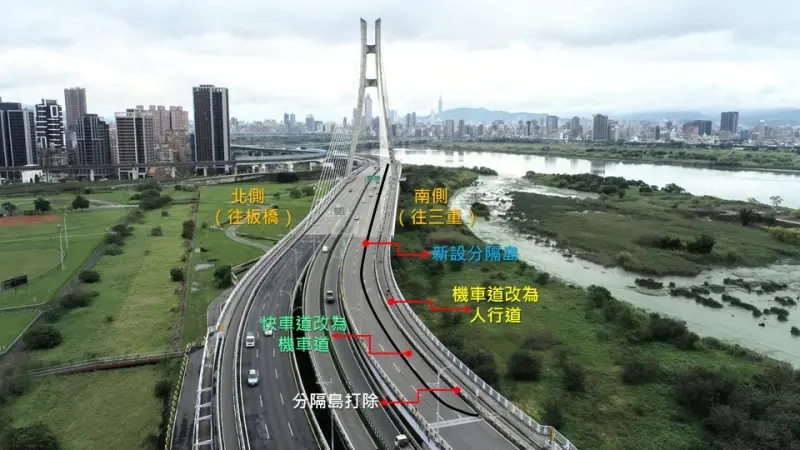 北側
（往板橋）
南側
（往三重）
新設分隔島
機車道改為
人行道
快車道改為
機車道
分隔島打除